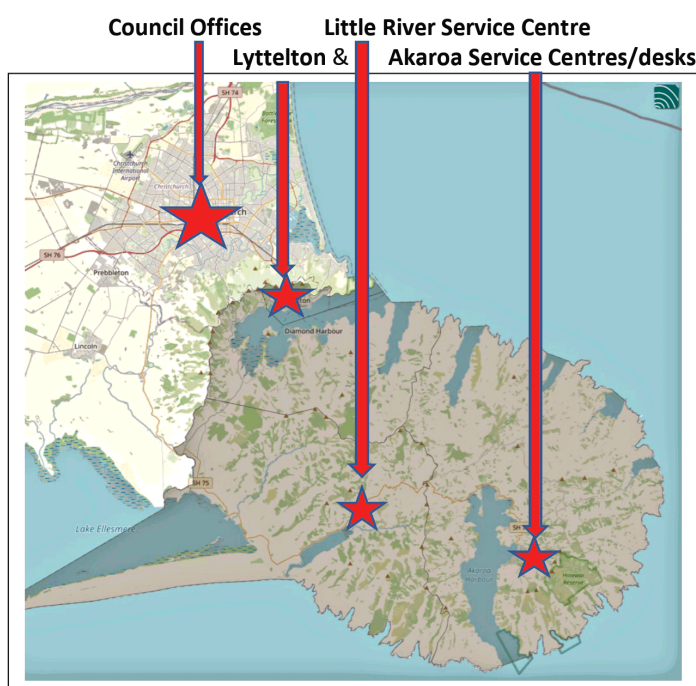 Council Offices
Little River Service Centre
Lyttelton &
Akaroa Service Centres/desks
SH 74
Christchurch
International
Airport
Christchurch
SH 76
Prebbleton
Diamond Harbour
Lincoln
SH 75
Lake Ellesmere
Akaroa
Harbour
Reserve